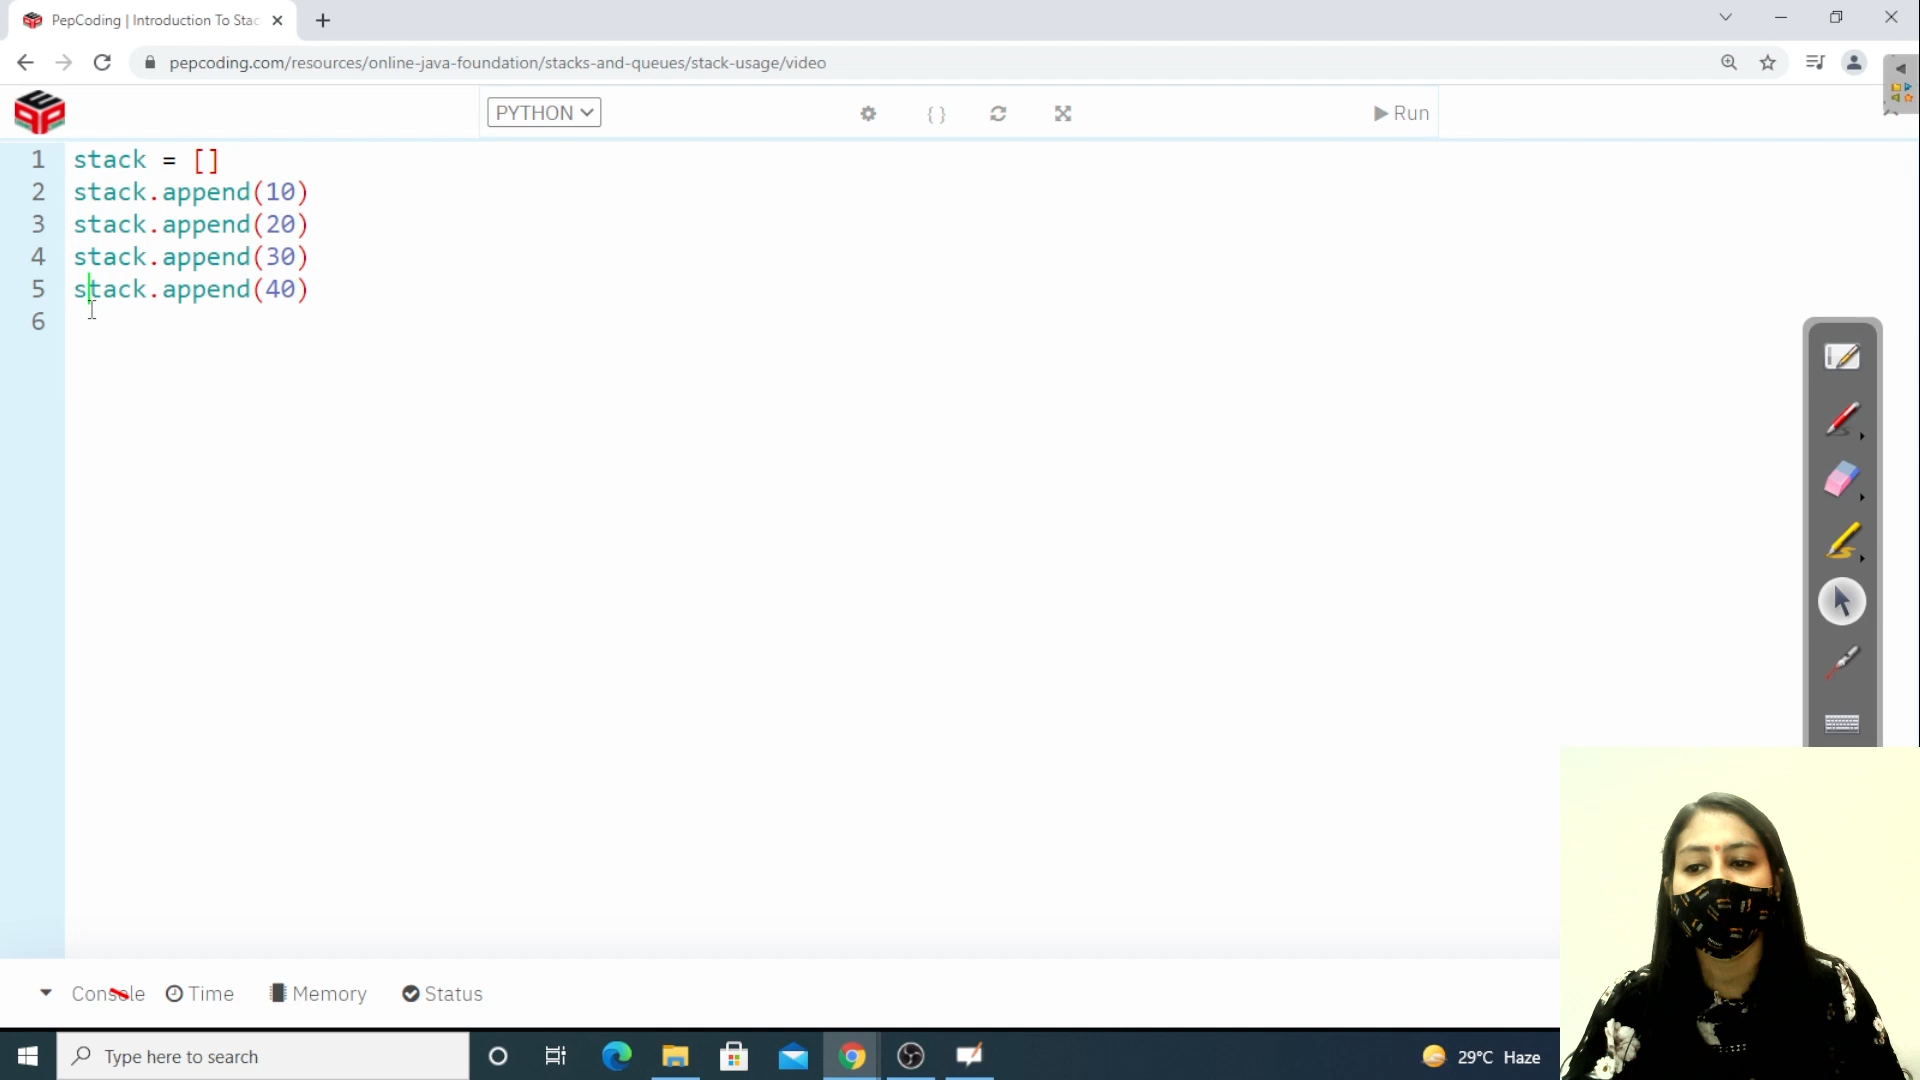 PepCoding | Introduction To Stac
pepcoding.com/resources/online-java-foundation/stacks-and-queues/stack-usage/video
PYTHON
{ }
Run
1 stack = []
2 stack.append(10)
3 stack.append(20)
4 stack.append(30)
5 stack.append(40)
6
Console Time Memory Status
Type here to search
29°C Haze